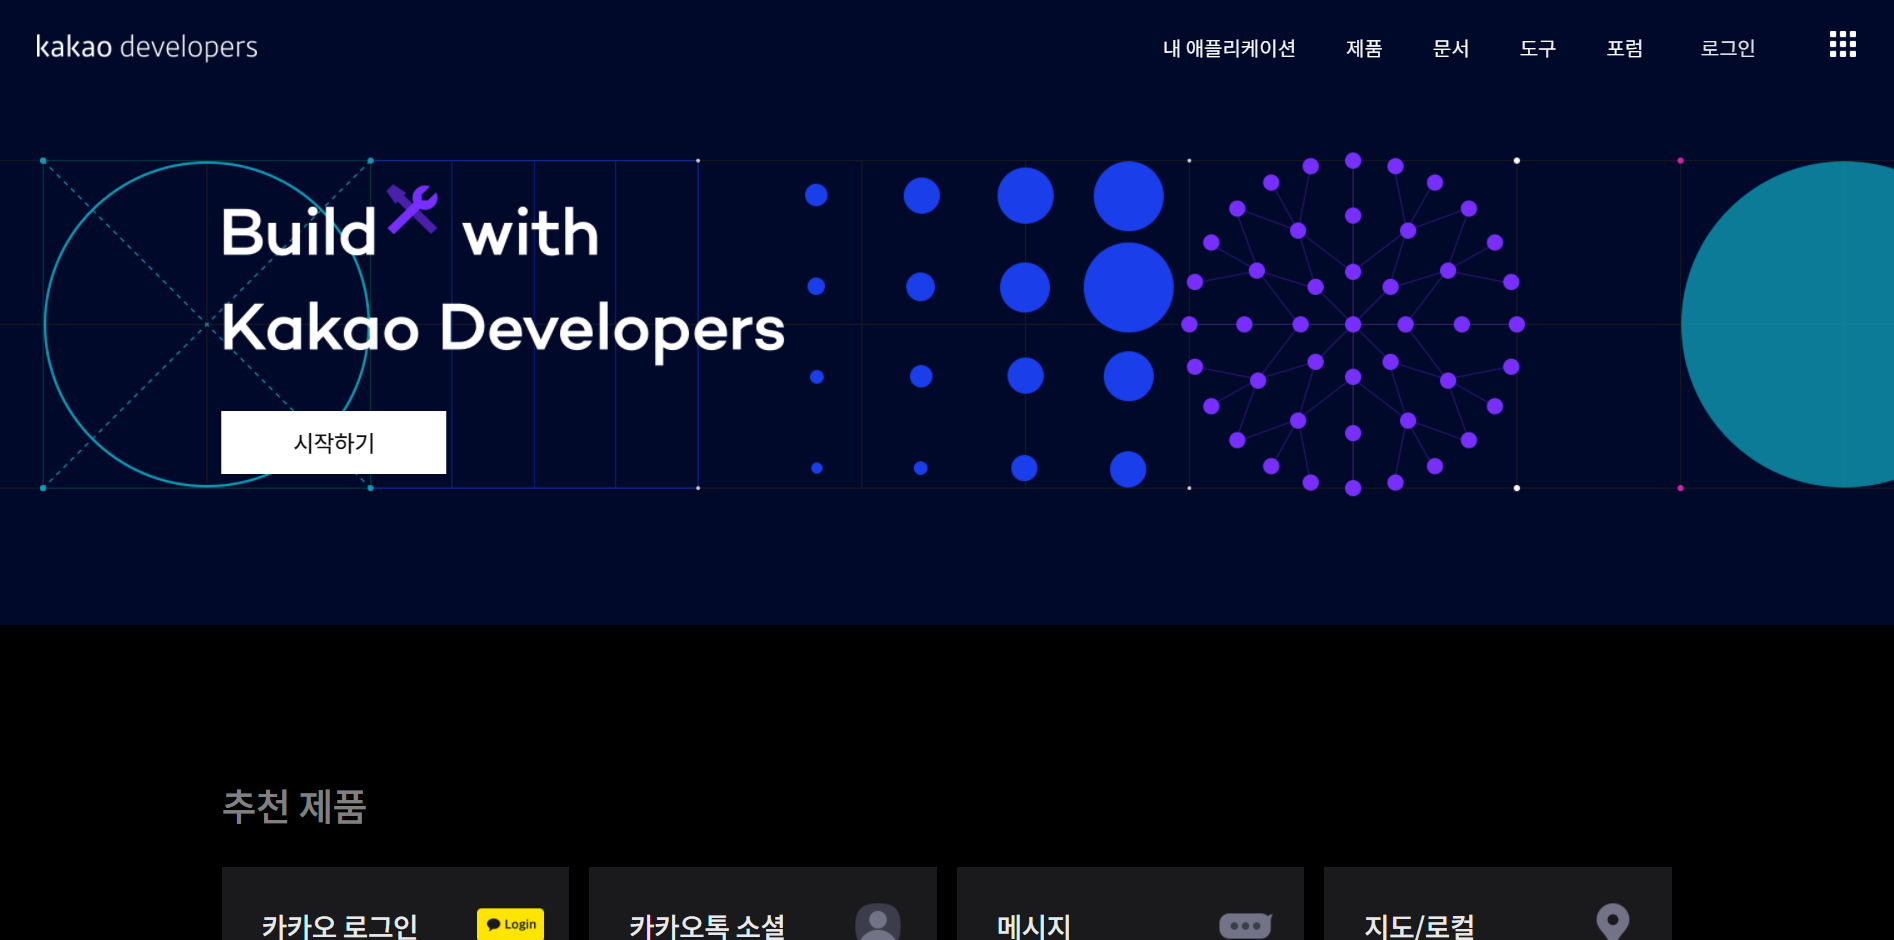 kakao developers
내 애플리케이션 제품 문서 도구 포럼 로그인
Build with
Kakao Developers
시작하기
추천 제품
카카오 로그인
Login
카카오톡 소셜
메시지
지도/로컬